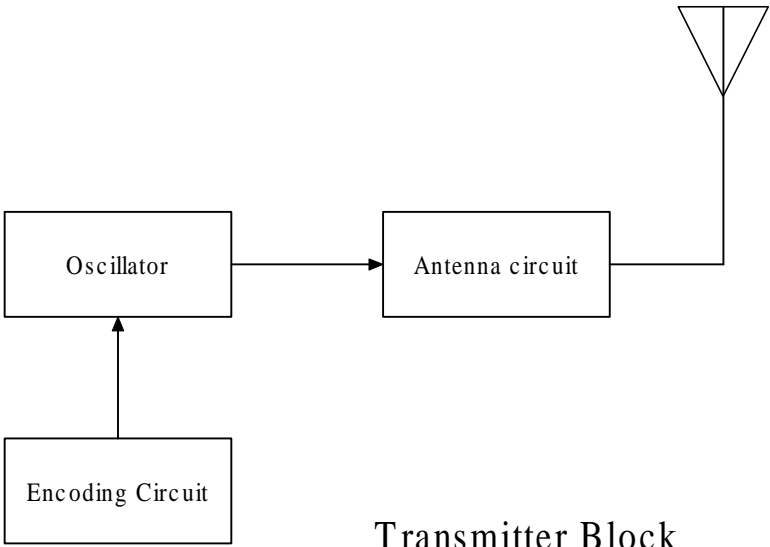 Oscillator
Antenna circuit
Encoding Circuit
Transmitter Block